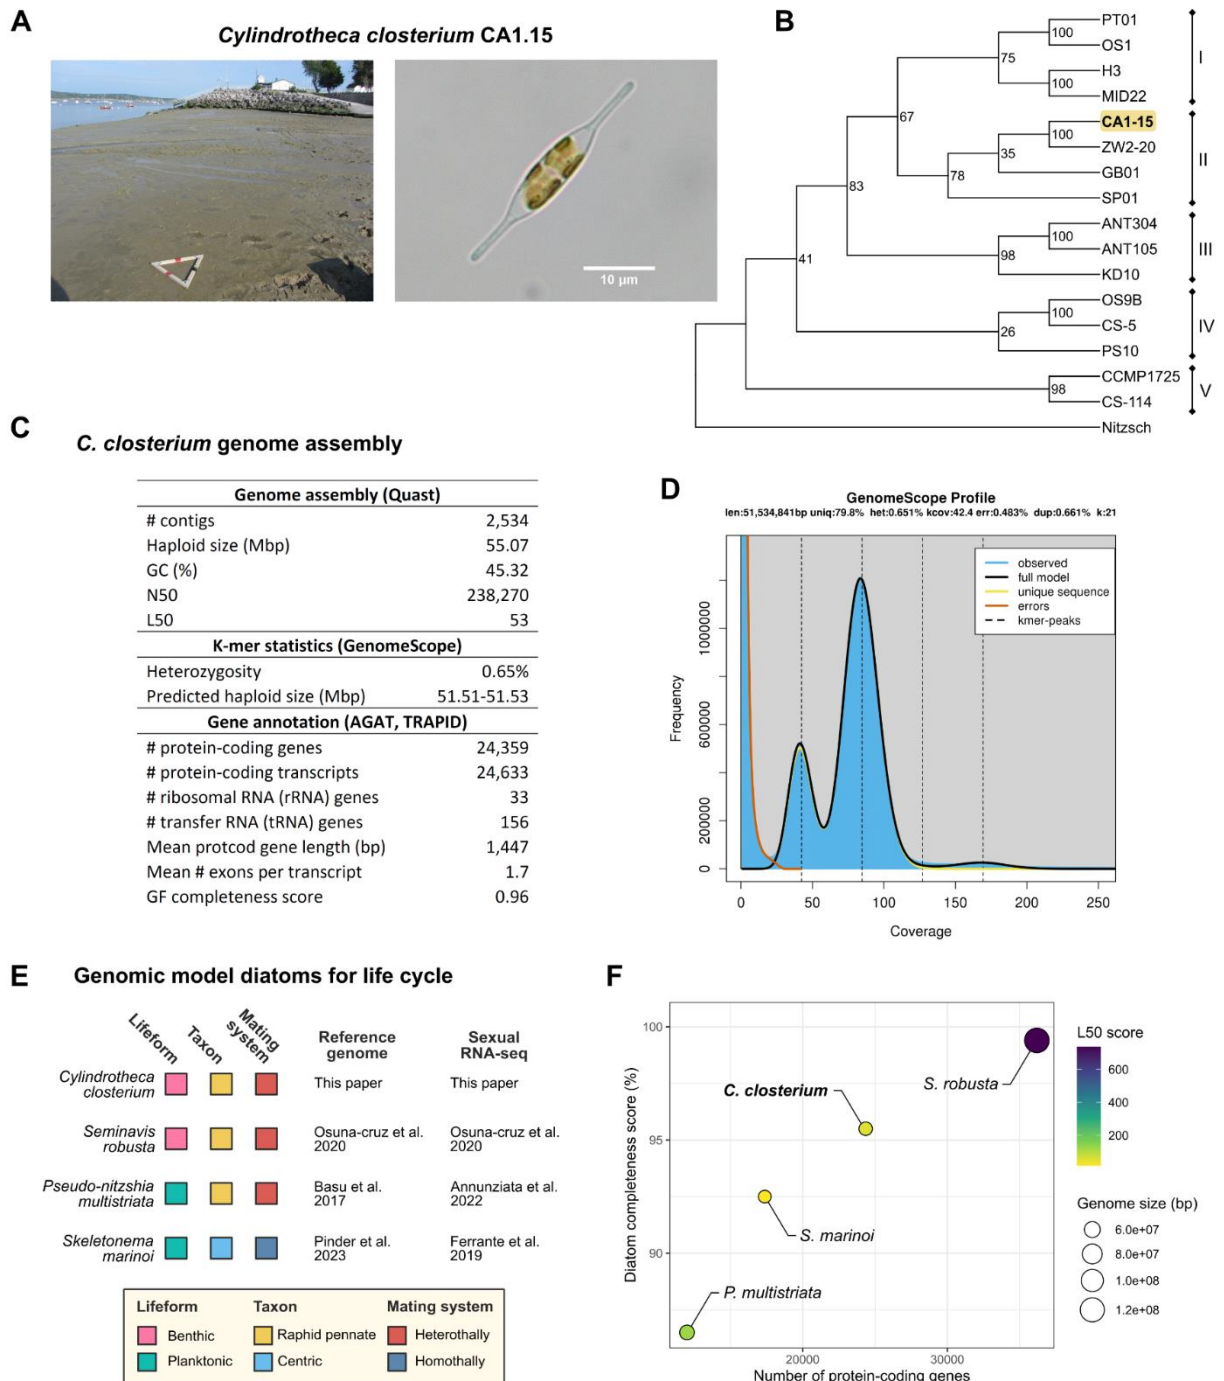 A
Cylindrotheca closterium CA1.15
10 µm
B
PT01
OS1
H3
MID22
CA1-15
ZW2-20
GB01
SP01
ANT304
ANT105
KD10
OS9B
CS-5
PS10
CCMP1725
CS-114
Nitzsch
100
75
100
67
100
35
78
83
100
98
41
100
26
98
I
II
III
IV
V
C
C. closterium genome assembly
Genome assembly (Quast)
# contigs 2,534
Haploid size (Mbp) 55.07
GC (%) 45.32
N50 238,270
L50 53
K-mer statistics (GenomeScope)
Heterozygosity 0.65%
Predicted haploid size (Mbp) 51.51-51.53
Gene annotation (AGAT, TRAPID)
# protein-coding genes 24,359
# protein-coding transcripts 24,633
# ribosomal RNA (rRNA) genes 33
# transfer RNA (tRNA) genes 156
Mean protcod gene length (bp) 1,447
Mean # exons per transcript 1.7
GF completeness score 0.96
D
GenomeScope Profile
len:51,534,841bp uniq:79.8% het:0.651% kcov:42.4 err:0.483% dup:0.661% k:21
observed
full model
unique sequence
errors
kmer-peaks
Frequency
1000000
600000
200000
0
0 50 100 150 200 250
Coverage
E
Genomic model diatoms for life cycle
Lifeform
Taxon
Mating
system
Reference
genome
Sexual
RNA-seq
Cylindrotheca
closterium
This paper
This paper
Seminavis
robusta
Osuna-cruz et al.
2020
Osuna-cruz et al.
2020
Pseudo-nitzshia
multistriata
Basu et al.
2017
Annunziata et al.
2022
Skeletonema
marinoi
Pinder et al.
2023
Ferrante et al.
2019
Lifeform
Benthic
Planktonic
Taxon
Raphid pennate
Centric
Mating system
Heterothally
Homothally
F
Diatom completeness score (%)
100
95
90
C. closterium
S. robusta
S. marinoi
P. multistriata
20000 30000
Number of protein-coding genes
L50 score
600
400
200
Genome size (bp)
6.0e+07
8.0e+07
1.0e+08
1.2e+08